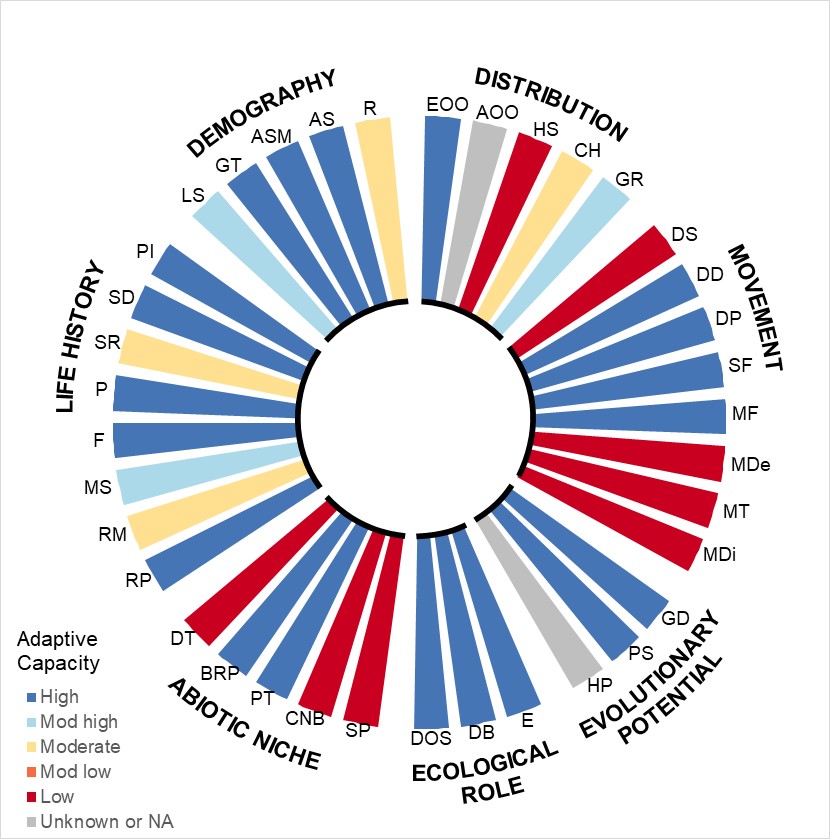 DISTRIBUTION
EOO
AOO
HS
CH
GR
MOVEMENT
DS
DD
DP
SF
MF
MDe
MT
MDi
EVOLUTIONARY
POTENTIAL
GD
PS
HP
ECOLOGICAL
ROLE
E
DB
DOS
ABIOTIC NICHE
SP
CNB
PT
BRP
DT
LIFE HISTORY
RP
RM
MS
F
P
SR
SD
PI
DEMOGRAPHY
LS
GT
ASM
AS
R
Adaptive
Capacity
High
Mod high
Moderate
Mod low
Low
Unknown or NA